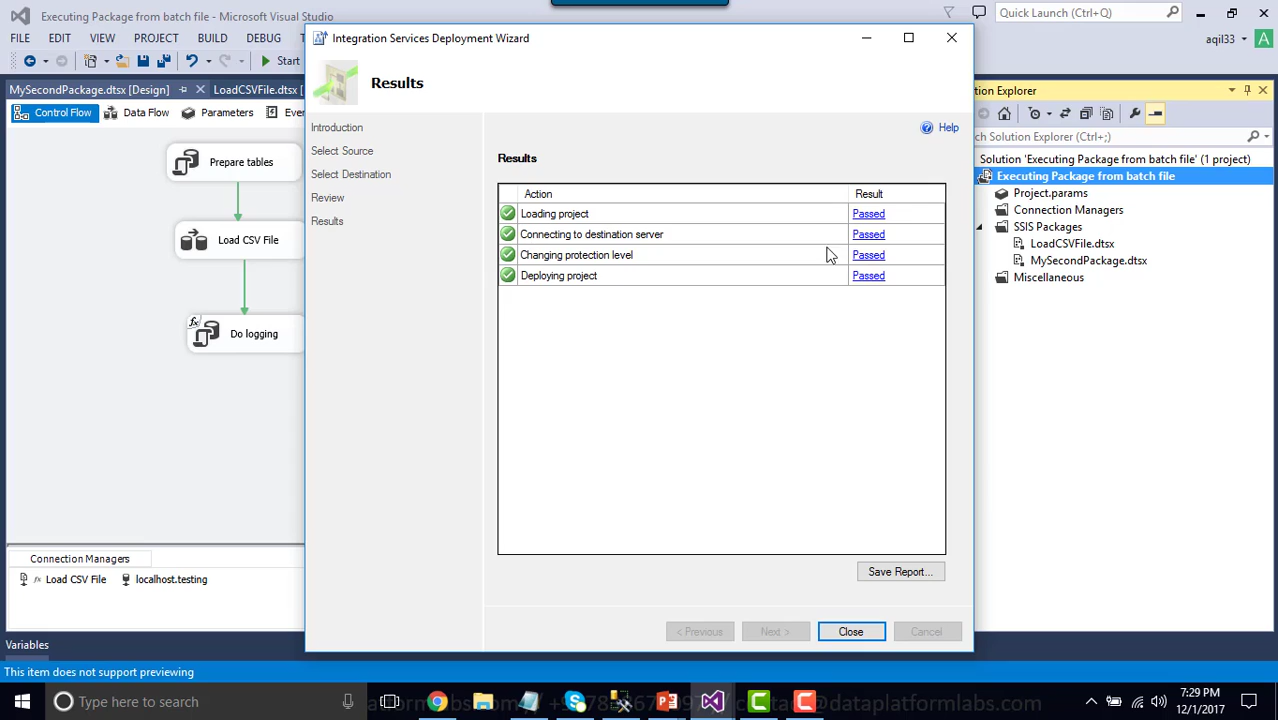 Executing Package from batch file - Microsoft Visual Studio
Quick Launch (Ctrl+Q)
FILE EDIT VIEW PROJECT BUILD DEBUG
aqil33 A
Start
Integration Services Deployment Wizard
Results
MySecondPackage.dtsx [Design]
LoadCSVFile.dtsx
Control Flow
Data Flow
Parameters
Prepare tables
Load CSV File
Do logging
Connection Managers
Load CSV File
localhost.testing
Variables
This item does not support previewing
Introduction
Select Source
Select Destination
Review
Results
Help
Results
Action Result
Loading project Passed
Connecting to destination server Passed
Changing protection level Passed
Deploying project Passed
Save Report...
< Previous
Next >
Close
Cancel
tion Explorer
ch Solution Explorer (Ctrl+;)
Solution 'Executing Package from batch file' (1 project)
Executing Package from batch file
Project.params
Connection Managers
SSIS Packages
LoadCSVFile.dtsx
MySecondPackage.dtsx
Miscellaneous
Type here to search
@dataplatformlabs.com
7:29 PM
12/1/2017